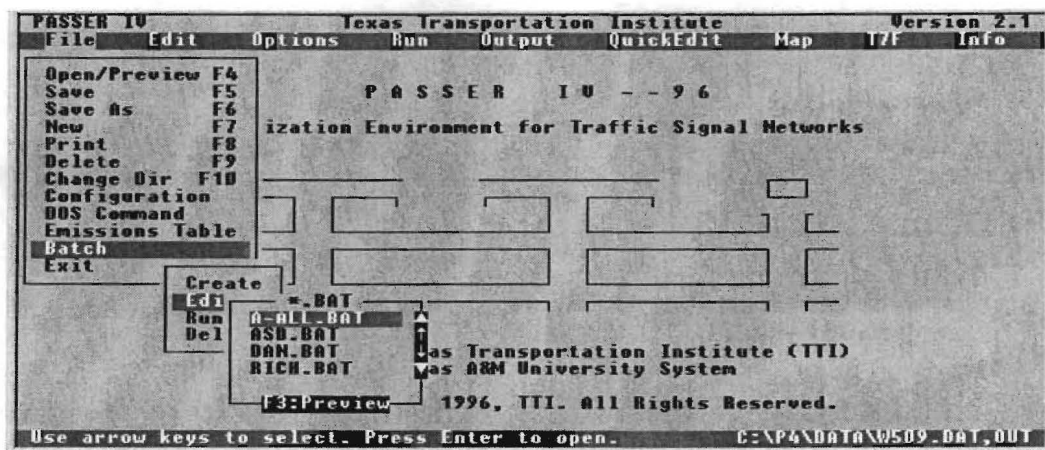 PASSER IV Texas Transportation Institute Version 2.1
File Edit Options Run Output QuickEdit Map T7F Info
Open/Preview F4
Save F5
PASSER IV--96
Save As F6
New F7
ization Environment for Traffic Signal Networks
Print F8
Delete F9
Change Dir F10
Configuration
DOS Command
Emissions Table
Batch
Exit
Create
Edi
Run
Del
*.BAT
A-ALL.BAT
ASD.BAT
DAN.BAT
RICH.BAT
F3:Preview
as Transportation Institute (TTI)
as A&M University System
1996, TTI. All Rights Reserved.
Use arrow keys to select. Press Enter to open. C:\P4\DATA\W509.DAT,OUT